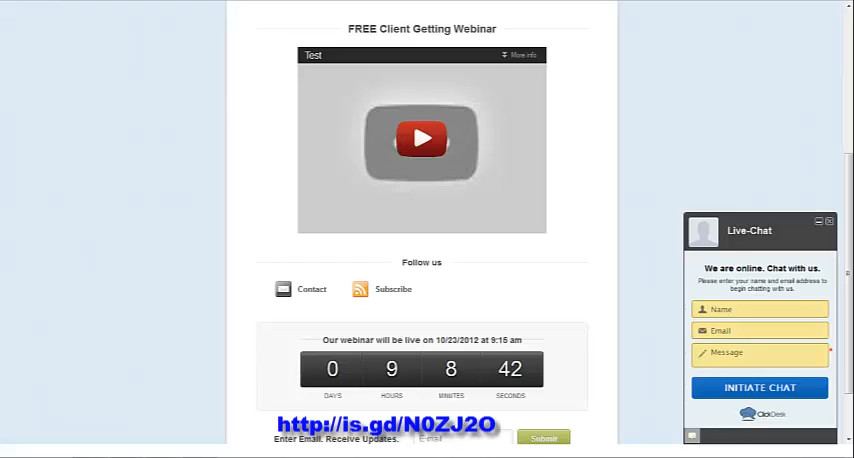 FREE Client Getting Webinar
Test
More info
Follow us
Contact
Subscribe
Our webinar will be live on 10/23/2012 at 9:15 am
0 9 8 42
DAYS HOURS MINUTES SECONDS
http://is.gd/N0ZJ2O
Enter Email. Receive Updates.
E-mail
Submit
Live-Chat
We are online. Chat with us.
Please enter your name and email address to
begin chatting with us.
Name
Email
Message
*
INITIATE CHAT
ClickDesk